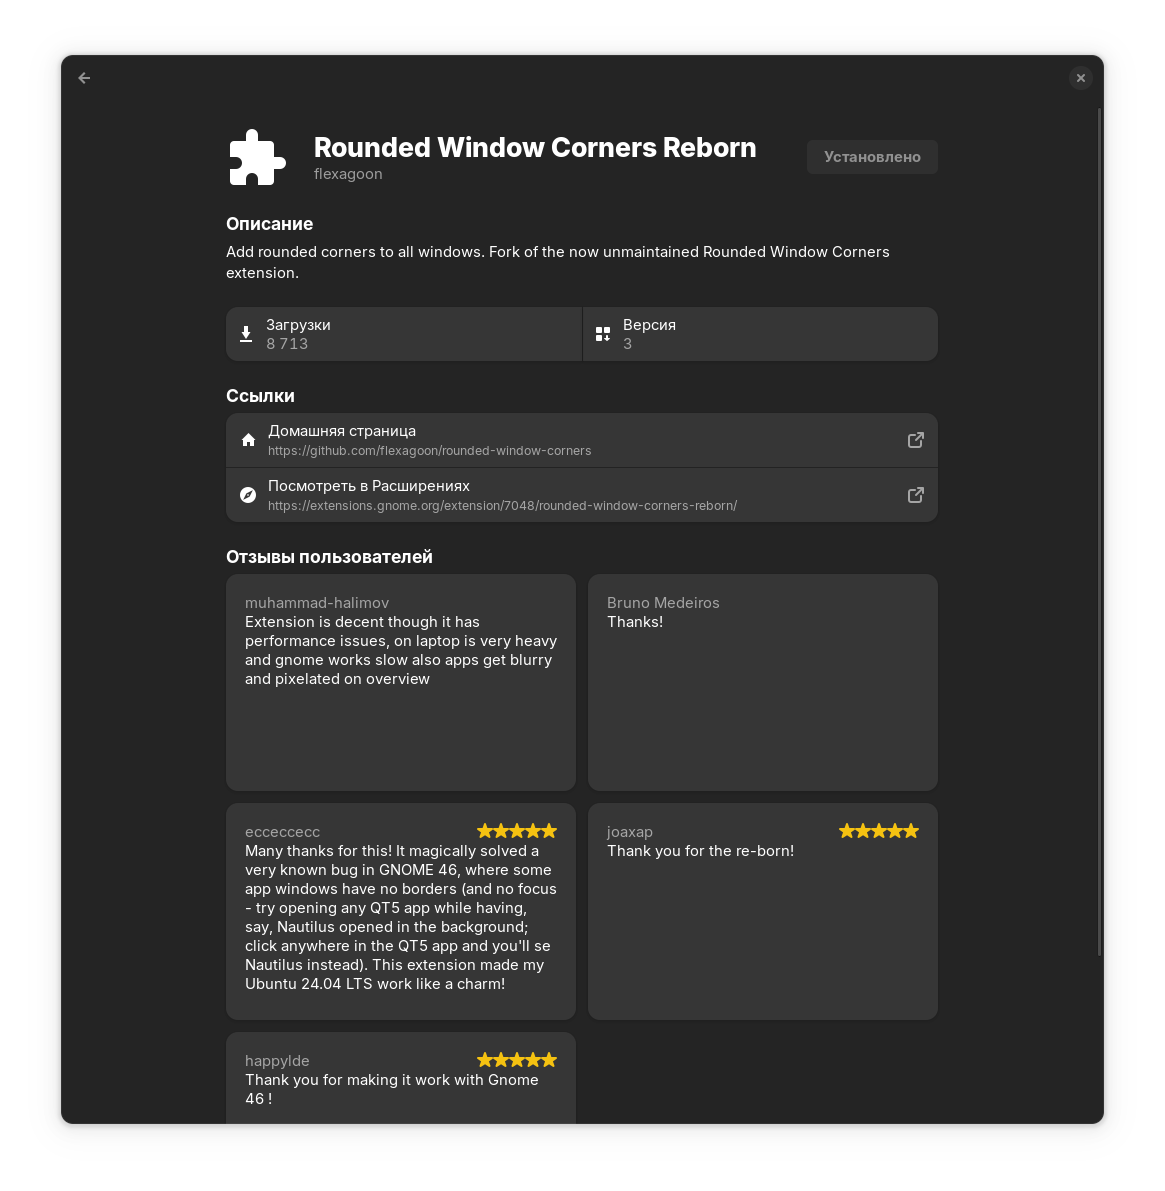 Rounded Window Corners Reborn
flexagoon
Установлено
Описание
Add rounded corners to all windows. Fork of the now unmaintained Rounded Window Corners
extension.
Загрузки
8 713
Версия
3
Ссылки
Домашняя страница
https://github.com/flexagoon/rounded-window-corners
Посмотреть в Расширениях
https://extensions.gnome.org/extension/7048/rounded-window-corners-reborn/
Отзывы пользователей
muhammad-halimov
Extension is decent though it has
performance issues, on laptop is very heavy
and gnome works slow also apps get blurry
and pixelated on overview
Bruno Medeiros
Thanks!
ecceccecc
Many thanks for this! It magically solved a
very known bug in GNOME 46, where some
app windows have no borders (and no focus
- try opening any QT5 app while having,
say, Nautilus opened in the background;
click anywhere in the QT5 app and you'll se
Nautilus instead). This extension made my
Ubuntu 24.04 LTS work like a charm!
joaxap
Thank you for the re-born!
happylde
Thank you for making it work with Gnome
46 !